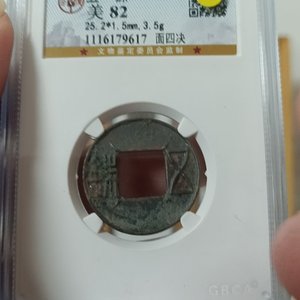 美 82
25.2*1.5mm, 3.5g
1116179617 面四决
★ 文物鉴定委员会监制 ★
GBCA